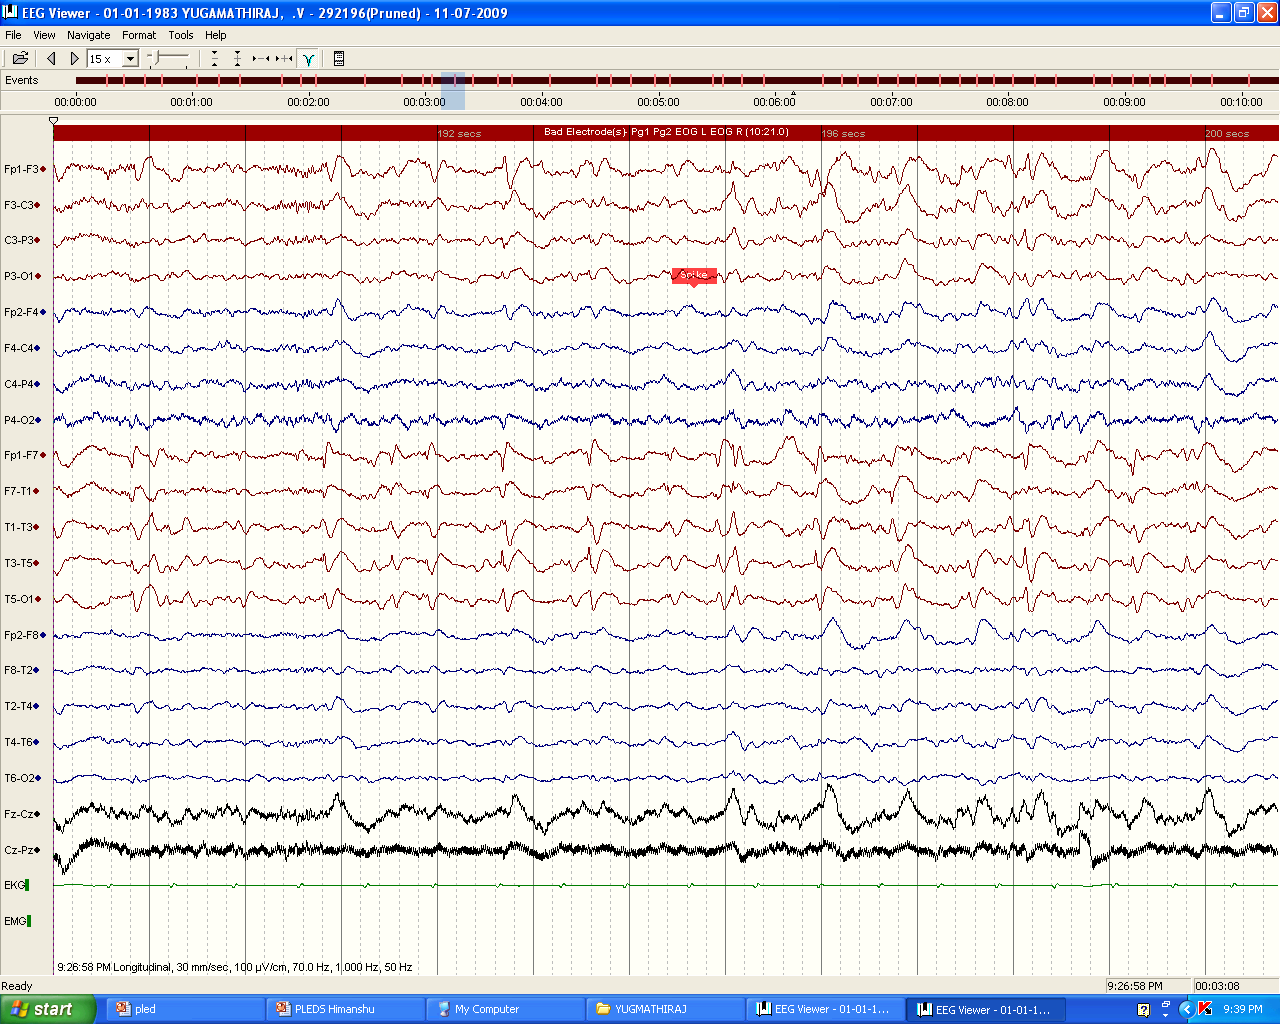 EEG Viewer - 01-01-1983 YUGAMATHIRAJ, .V - 292196(Pruned) - 11-07-2009
File View Navigate Format Tools Help
15 x
Events
00:00:00 00:01:00 00:02:00 00:03:00 00:04:00 00:05:00 00:06:00 00:07:00 00:08:00 00:09:00 00:10:00
192 secs Bad Electrode(s)- Pg1 Pg2 EOG L EOG R (10:21.0) 196 secs 200 secs
Fp1-F3
F3-C3
C3-P3
P3-O1
Spike
Fp2-F4
F4-C4
C4-P4
P4-O2
Fp1-F7
F7-T1
T1-T3
T3-T5
T5-O1
Fp2-F8
F8-T2
T2-T4
T4-T6
T6-O2
Fz-Cz
Cz-Pz
EKG
EMG
9:26:58 PM Longitudinal, 30 mm/sec, 100 µV/cm, 70.0 Hz, 1.000 Hz, 50 Hz
Ready 9:26:58 PM 00:03:08
start pled PLEDS Himanshu My Computer YUGMATHIRAJ EEG Viewer - 01-01-1... EEG Viewer - 01-01-1... 9:39 PM